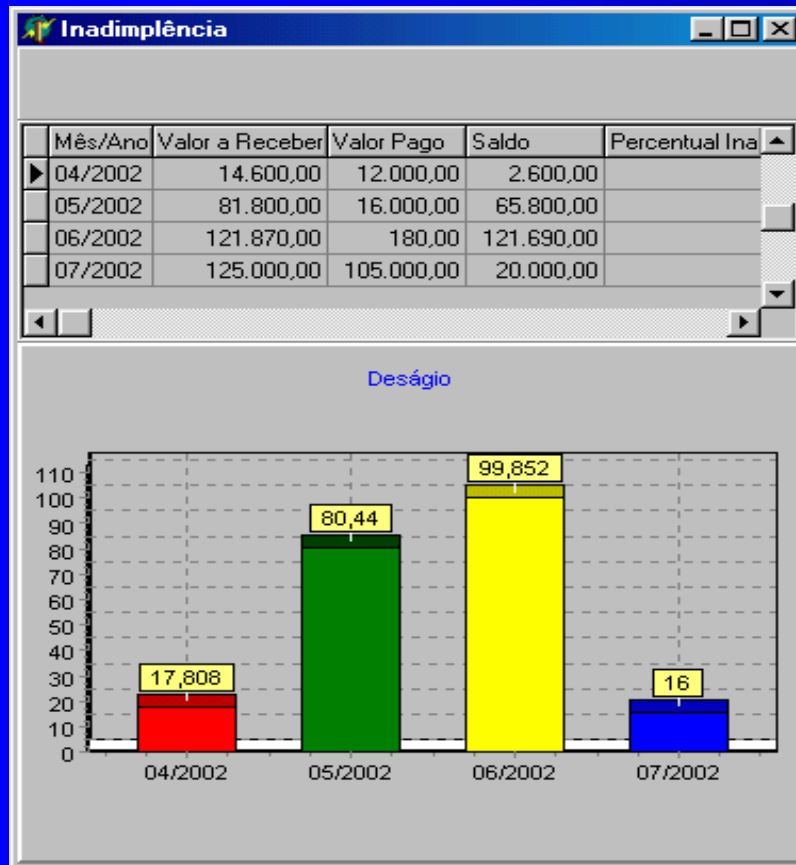 Inadimplência
Mês/Ano Valor a Receber Valor Pago Saldo Percentual Ina
04/2002 14.600,00 12.000,00 2.600,00
05/2002 81.800,00 16.000,00 65.800,00
06/2002 121.870,00 180,00 121.690,00
07/2002 125.000,00 105.000,00 20.000,00
Deságio
110
100
90
80
70
60
50
40
30
20
10
0
17,808
80,44
99,852
16
04/2002 05/2002 06/2002 07/2002